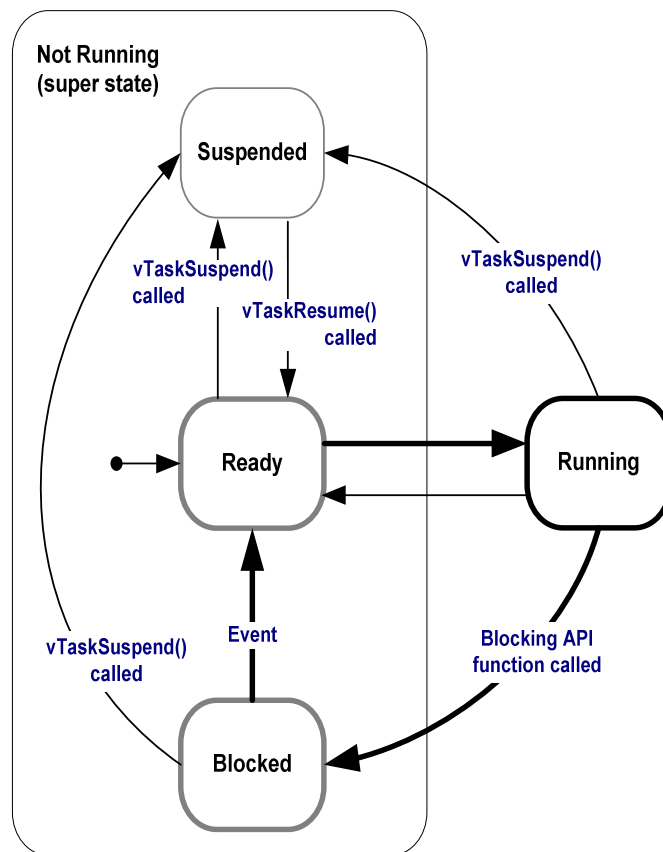 Not Running
(super state)
Suspended
vTaskSuspend()
called
vTaskResume()
called
vTaskSuspend()
called
Ready
Running
Event
Blocking API
function called
vTaskSuspend()
called
Blocked